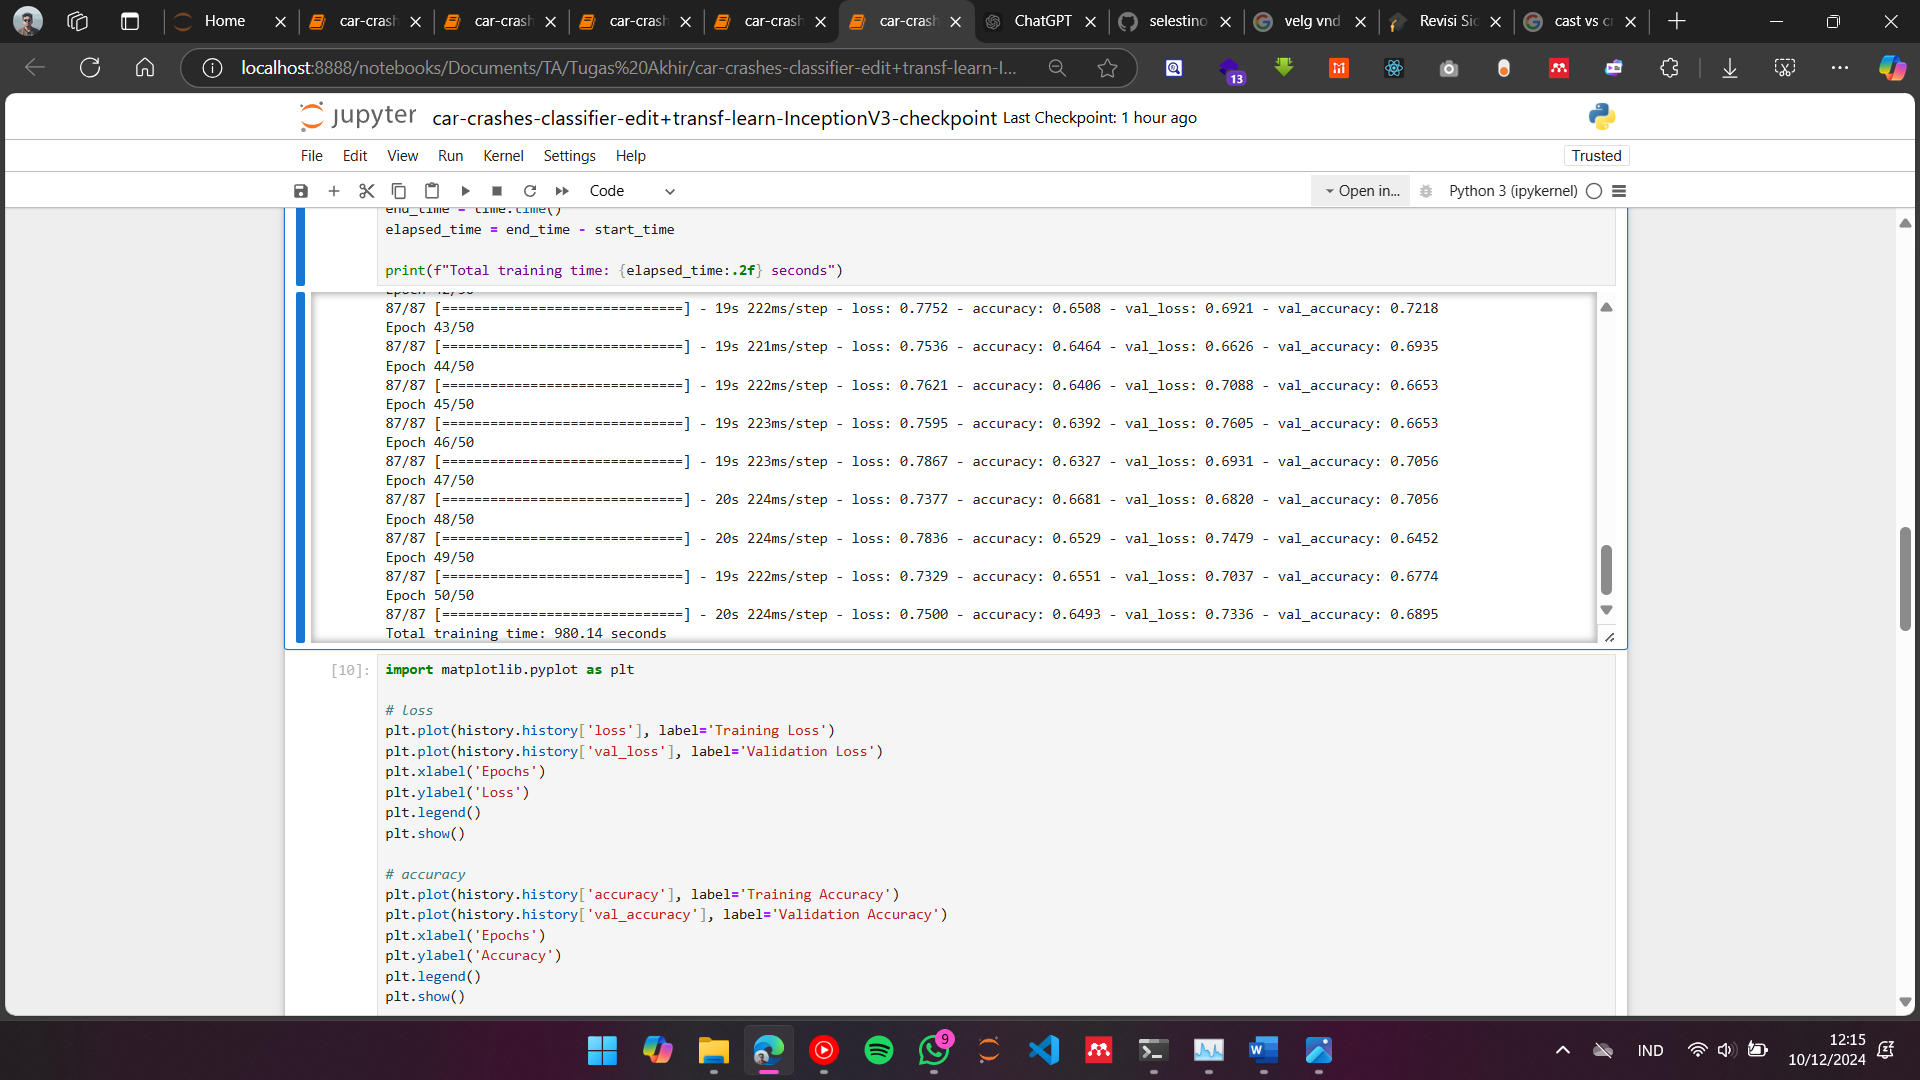 Home
car-crash
car-crash
car-crash
car-crash
car-crash
ChatGPT
selestino
velg vnd
Revisi Sic
cast vs c
localhost:8888/notebooks/Documents/TA/Tugas%20Akhir/car-crashes-classifier-edit+transf-learn-I...
13
jupyter
car-crashes-classifier-edit+transf-learn-InceptionV3-checkpoint Last Checkpoint: 1 hour ago
File Edit View Run Kernel Settings Help
Trusted
Code
Open in...
Python 3 (ipykernel)
end_time = time.time()
elapsed_time = end_time - start_time
print(f"Total training time: {elapsed_time:.2f} seconds")
Epoch 42/50
87/87 [==============================] - 19s 222ms/step - loss: 0.7752 - accuracy: 0.6508 - val_loss: 0.6921 - val_accuracy: 0.7218
Epoch 43/50
87/87 [==============================] - 19s 221ms/step - loss: 0.7536 - accuracy: 0.6464 - val_loss: 0.6626 - val_accuracy: 0.6935
Epoch 44/50
87/87 [==============================] - 19s 222ms/step - loss: 0.7621 - accuracy: 0.6406 - val_loss: 0.7088 - val_accuracy: 0.6653
Epoch 45/50
87/87 [==============================] - 19s 223ms/step - loss: 0.7595 - accuracy: 0.6392 - val_loss: 0.7605 - val_accuracy: 0.6653
Epoch 46/50
87/87 [==============================] - 19s 223ms/step - loss: 0.7867 - accuracy: 0.6327 - val_loss: 0.6931 - val_accuracy: 0.7056
Epoch 47/50
87/87 [==============================] - 20s 224ms/step - loss: 0.7377 - accuracy: 0.6681 - val_loss: 0.6820 - val_accuracy: 0.7056
Epoch 48/50
87/87 [==============================] - 20s 224ms/step - loss: 0.7836 - accuracy: 0.6529 - val_loss: 0.7479 - val_accuracy: 0.6452
Epoch 49/50
87/87 [==============================] - 19s 222ms/step - loss: 0.7329 - accuracy: 0.6551 - val_loss: 0.7037 - val_accuracy: 0.6774
Epoch 50/50
87/87 [==============================] - 20s 224ms/step - loss: 0.7500 - accuracy: 0.6493 - val_loss: 0.7336 - val_accuracy: 0.6895
Total training time: 980.14 seconds
[10]:
import matplotlib.pyplot as plt
# loss
plt.plot(history.history['loss'], label='Training Loss')
plt.plot(history.history['val_loss'], label='Validation Loss')
plt.xlabel('Epochs')
plt.ylabel('Loss')
plt.legend()
plt.show()
# accuracy
plt.plot(history.history['accuracy'], label='Training Accuracy')
plt.plot(history.history['val_accuracy'], label='Validation Accuracy')
plt.xlabel('Epochs')
plt.ylabel('Accuracy')
plt.legend()
plt.show()
9
IND
12:15
10/12/2024